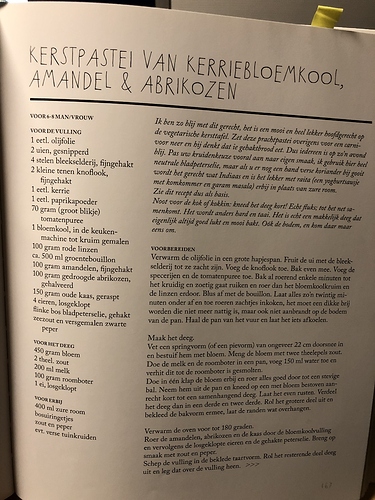 KERSTPASTEI VAN KERRIEBLOEMKOOL,
AMANDEL & ABRIKOZEN
VOOR 6-8 MAN/VROUW
VOOR DE VULLING
1 eetl. olijfolie
2 uien, gesnipperd
4 stelen bleekselderij, fijngehakt
2 kleine tenen knoflook,
fijngehakt
1 eetl. kerrie
1 eetl. paprikapoeder
70 gram (groot blikje)
tomatenpuree
1 bloemkool, in de keuken-
machine tot kruim gemalen
100 gram rode linzen
ca. 500 ml groentebouillon
100 gram amandelen, fijngehakt
100 gram gedroogde abrikozen,
gehalveerd
150 gram oude kaas, geraspt
4 eieren, losgeklopt
flinke bos bladpeterselie, gehakt
zeezout en versgemalen zwarte
peper
VOOR HET DEEG
450 gram bloem
2 theel. zout
200 ml melk
100 gram roomboter
1 ei, losgeklopt
VOOR ERBIJ
400 ml zure room
bosuiringetjes
zout en peper
evt. verse tuinkruiden
Ik ben zo blij met dit gerecht, het is een mooi en heel lekker hoofdgerecht op
de vegetarische kersttafel. Zet deze prachtpastei overigens voor een carni-
voor neer en hij denkt dat ie gehaktbrood eet. Dus iedereen is op zo'n avond
blij. Pas uw kruidenkeuze vooral aan naar eigen smaak, ik gebruik hier heel
neutraal bladpeterselie, maar als u er nog een hand verse koriander bij gooit
wordt het gerecht wat Indiaas en is het lekker met raita (een yoghurtsausje
met komkommer en garam masala) erbij in plaats van zure room.
Zie dit recept dus als basis.
Noot voor de kok of kokkin: kneed het deeg kort! Echt fluks; tot het net sa-
menkomt. Het wordt anders hard en taai. Het is echt een makkelijk deeg dat
eigenlijk altijd goed lukt en mooi bakt. Ook de bodem, en kom daar maar
eens om.
VOORBEREIDEN
Verwarm de olijfolie in een grote hapjespan. Fruit de ui met de bleek-
selderij tot ze zacht zijn. Voeg de knoflook toe. Bak even mee. Voeg de
specerijen en de tomatenpuree toe. Bak al roerend enkele minuten tot
het kruidig en zoetig gaat ruiken en roer dan het bloemkoolkruim en
de linzen erdoor. Blus af met de bouillon. Laat alles zo'n twintig mi-
nuten onder af en toe roeren zachtjes inkoken, het moet een dikke brij
worden die niet meer nattig is, maar ook niet aanbrandt op de bodem
van de pan. Haal de pan van het vuur en laat het iets afkoelen.
Maak het deeg.
Vet een springvorm (of een pievorm) van ongeveer 22 cm doorsnee in
en bestuif hem met bloem. Meng de bloem met twee theelepels zout.
Doe de melk en de roomboter in een pan, voeg 150 ml water toe en
verhit dit tot de roomboter is gesmolten.
Doe in één klap de bloem erbij en roer alles goed door tot een stevige
bal. Neem hem uit de pan en kneed op een met bloem bestoven aan-
recht kort tot een samenhangend deeg. Laat het even rusten. Verdeel
het deeg dan in een derde en twee derde. Rol het grotere deel uit en
bekleed de bakvorm ermee, laat de randen wat overhangen.
Verwarm de oven voor tot 180 graden.
Roer de amandelen, abrikozen en de kaas door de bloemkoolvulling
en vervolgens de losgeklopte eieren en de gehakte peterselie. Breng op
smaak met zout en peper.
Schep de vulling in de beklede taartvorm. Rol het resterende deel deeg
uit en leg dat over de vulling heen. >>>